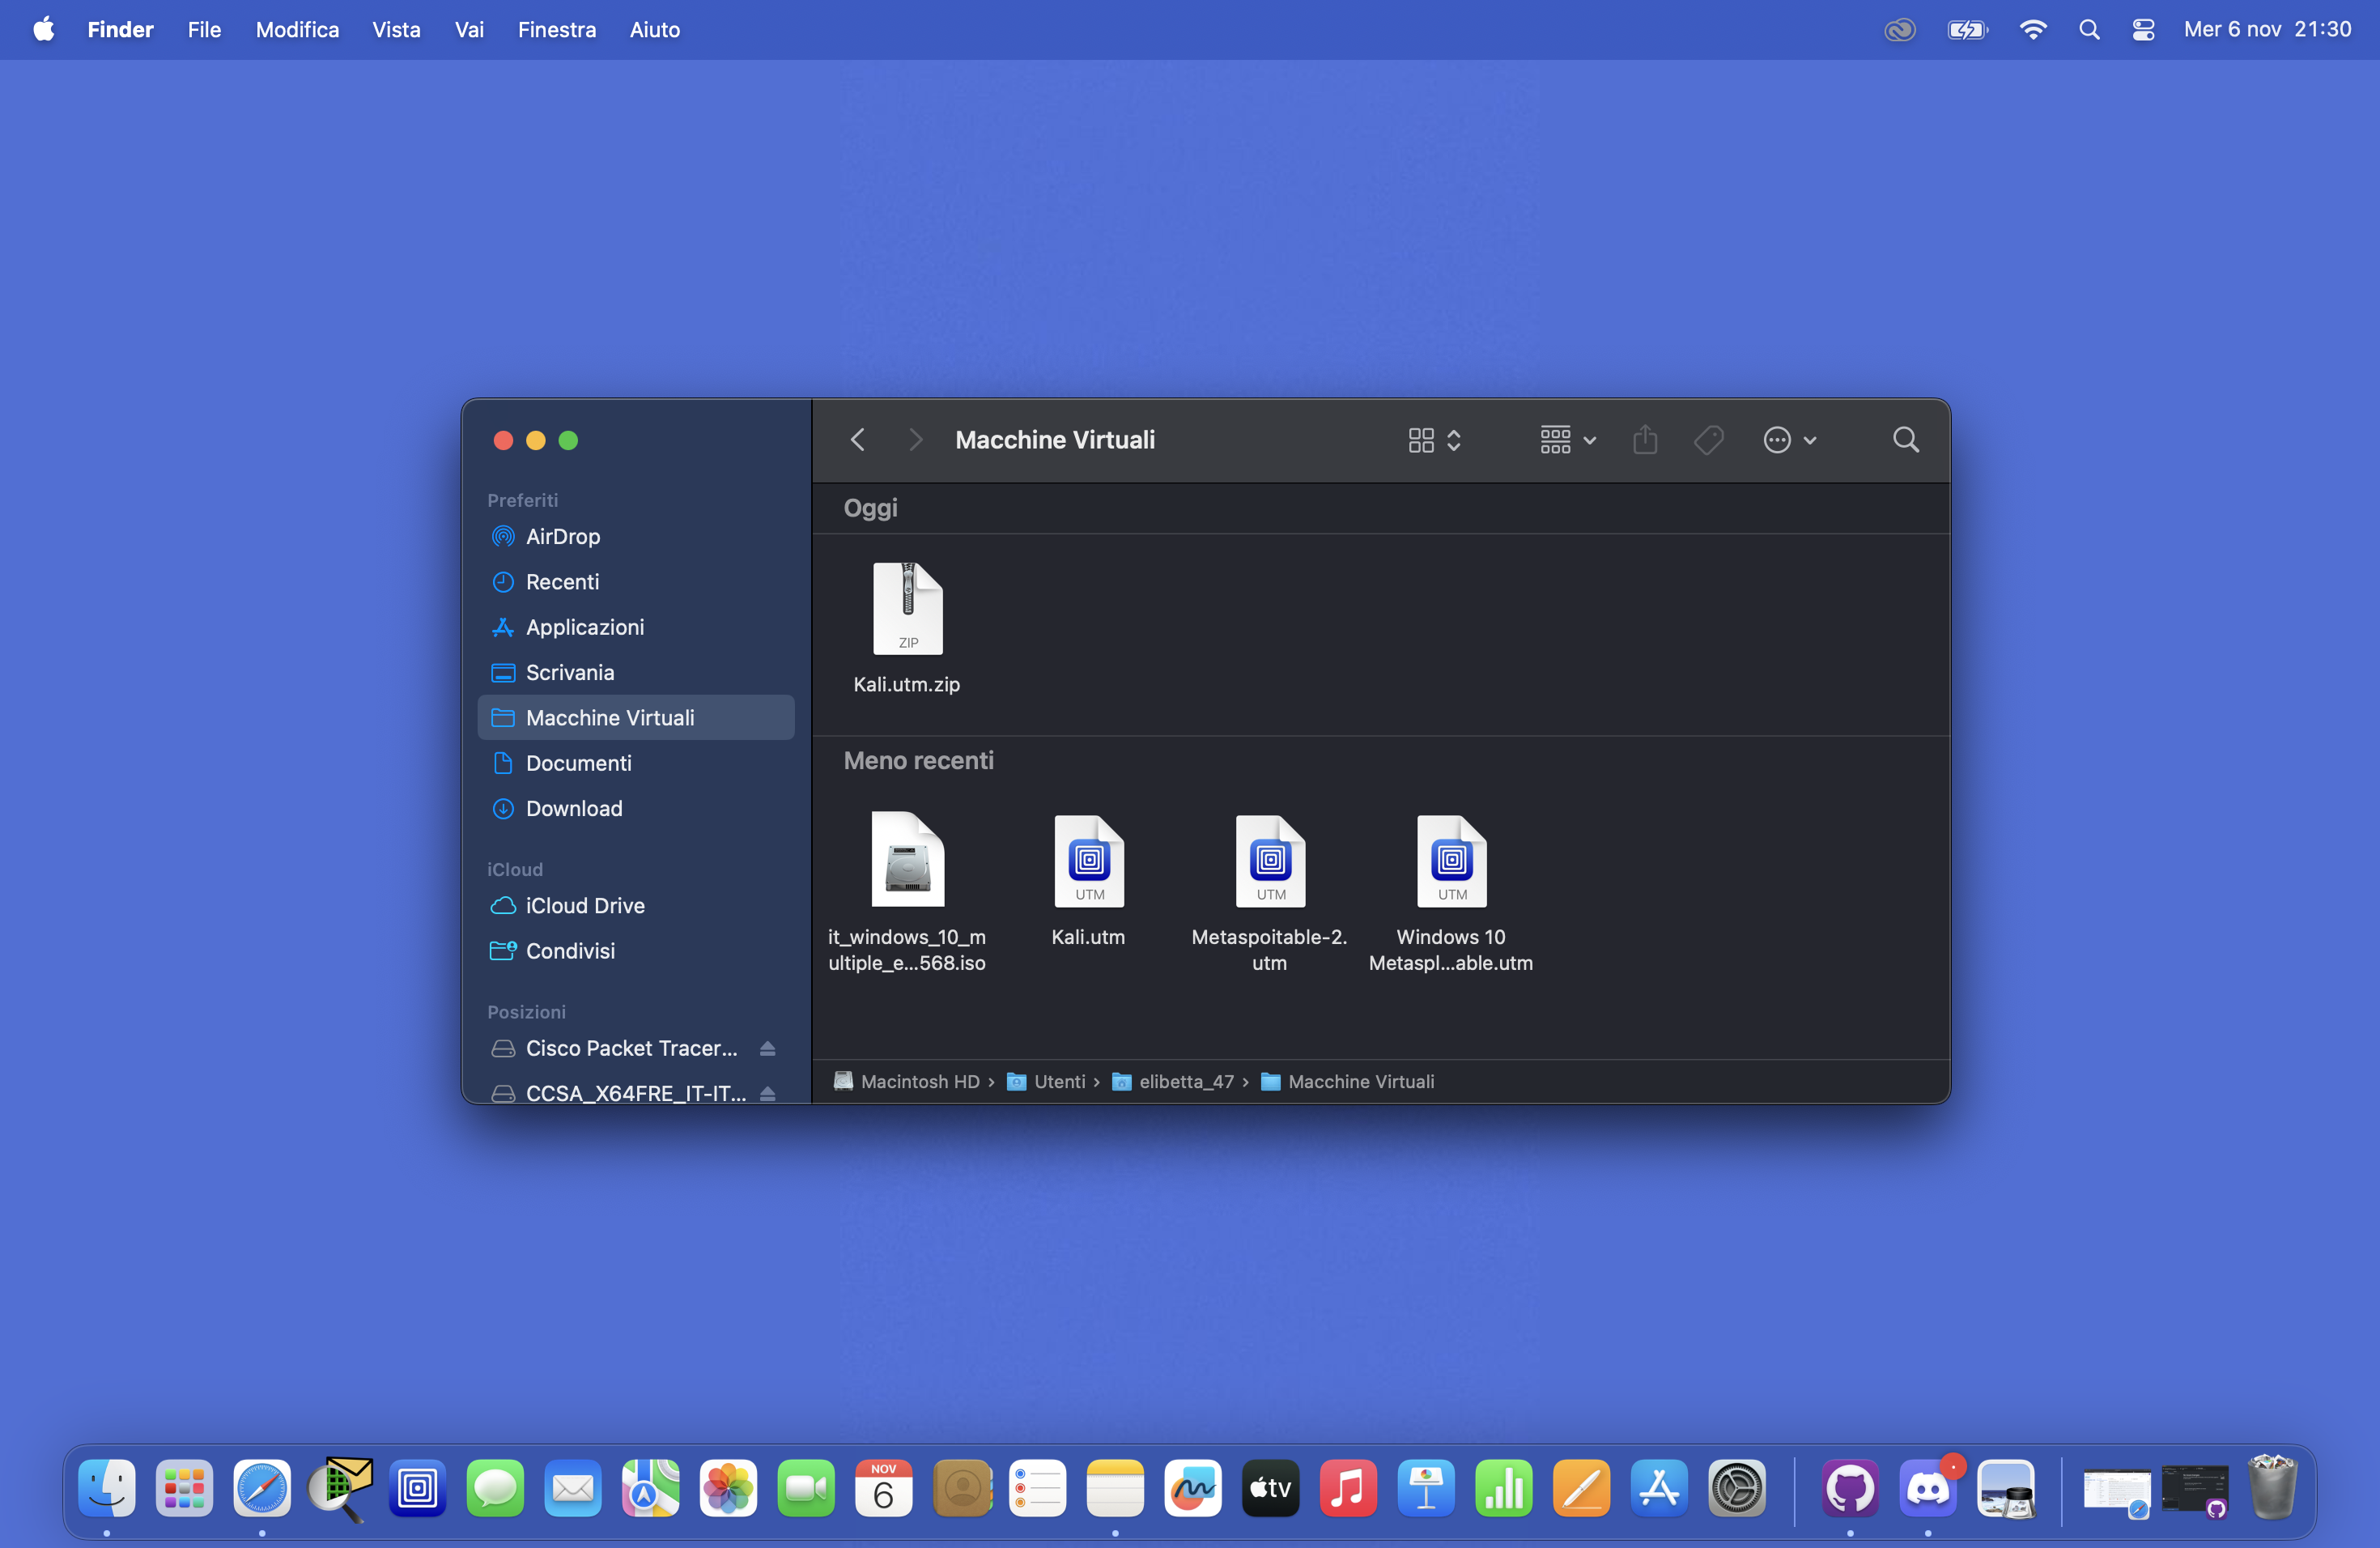 Finder File Modifica Vista Vai Finestra Aiuto
Mer 6 nov 21:30
Macchine Virtuali
Preferiti
AirDrop
Recenti
Applicazioni
Scrivania
Macchine Virtuali
Documenti
Download
iCloud
iCloud Drive
Condivisi
Posizioni
Cisco Packet Tracer...
CCSA_X64FRE_IT-IT...
Oggi
ZIP
Kali.utm.zip
Meno recenti
UTM
UTM
UTM
it_windows_10_m
ultiple_e...568.iso
Kali.utm
Metaspoitable-2.
utm
Windows 10
Metaspl...able.utm
Macintosh HD › Utenti › elibetta_47 › Macchine Virtuali
NOV
6
tv